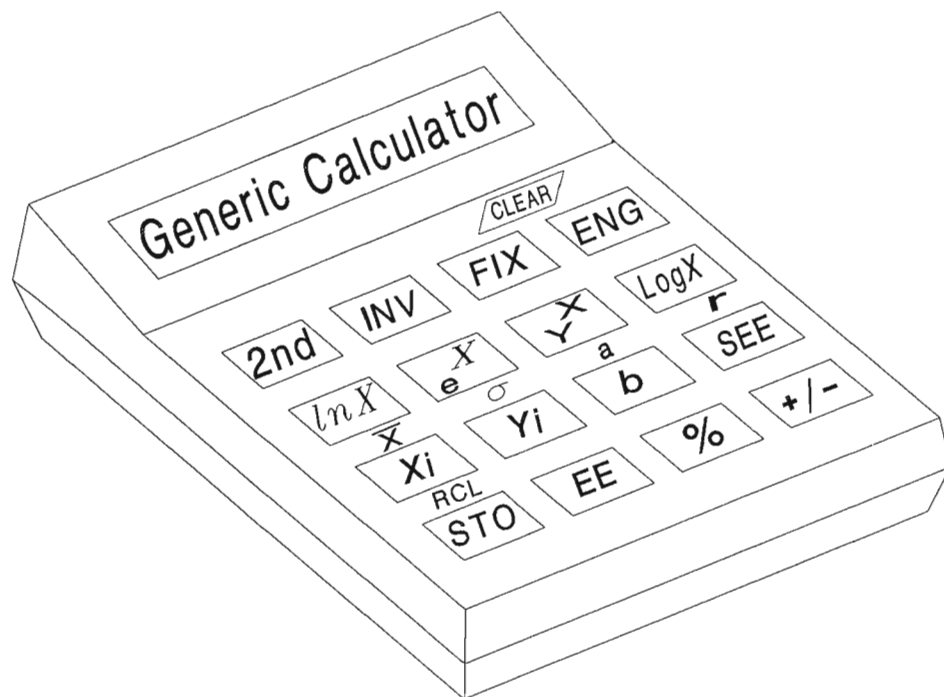 Generic Calculator
CLEAR
2nd INV FIX ENG
lnX e^X Y^X LogX
X̅ σ a r
Xi Yi b SEE
RCL
STO EE % +/-